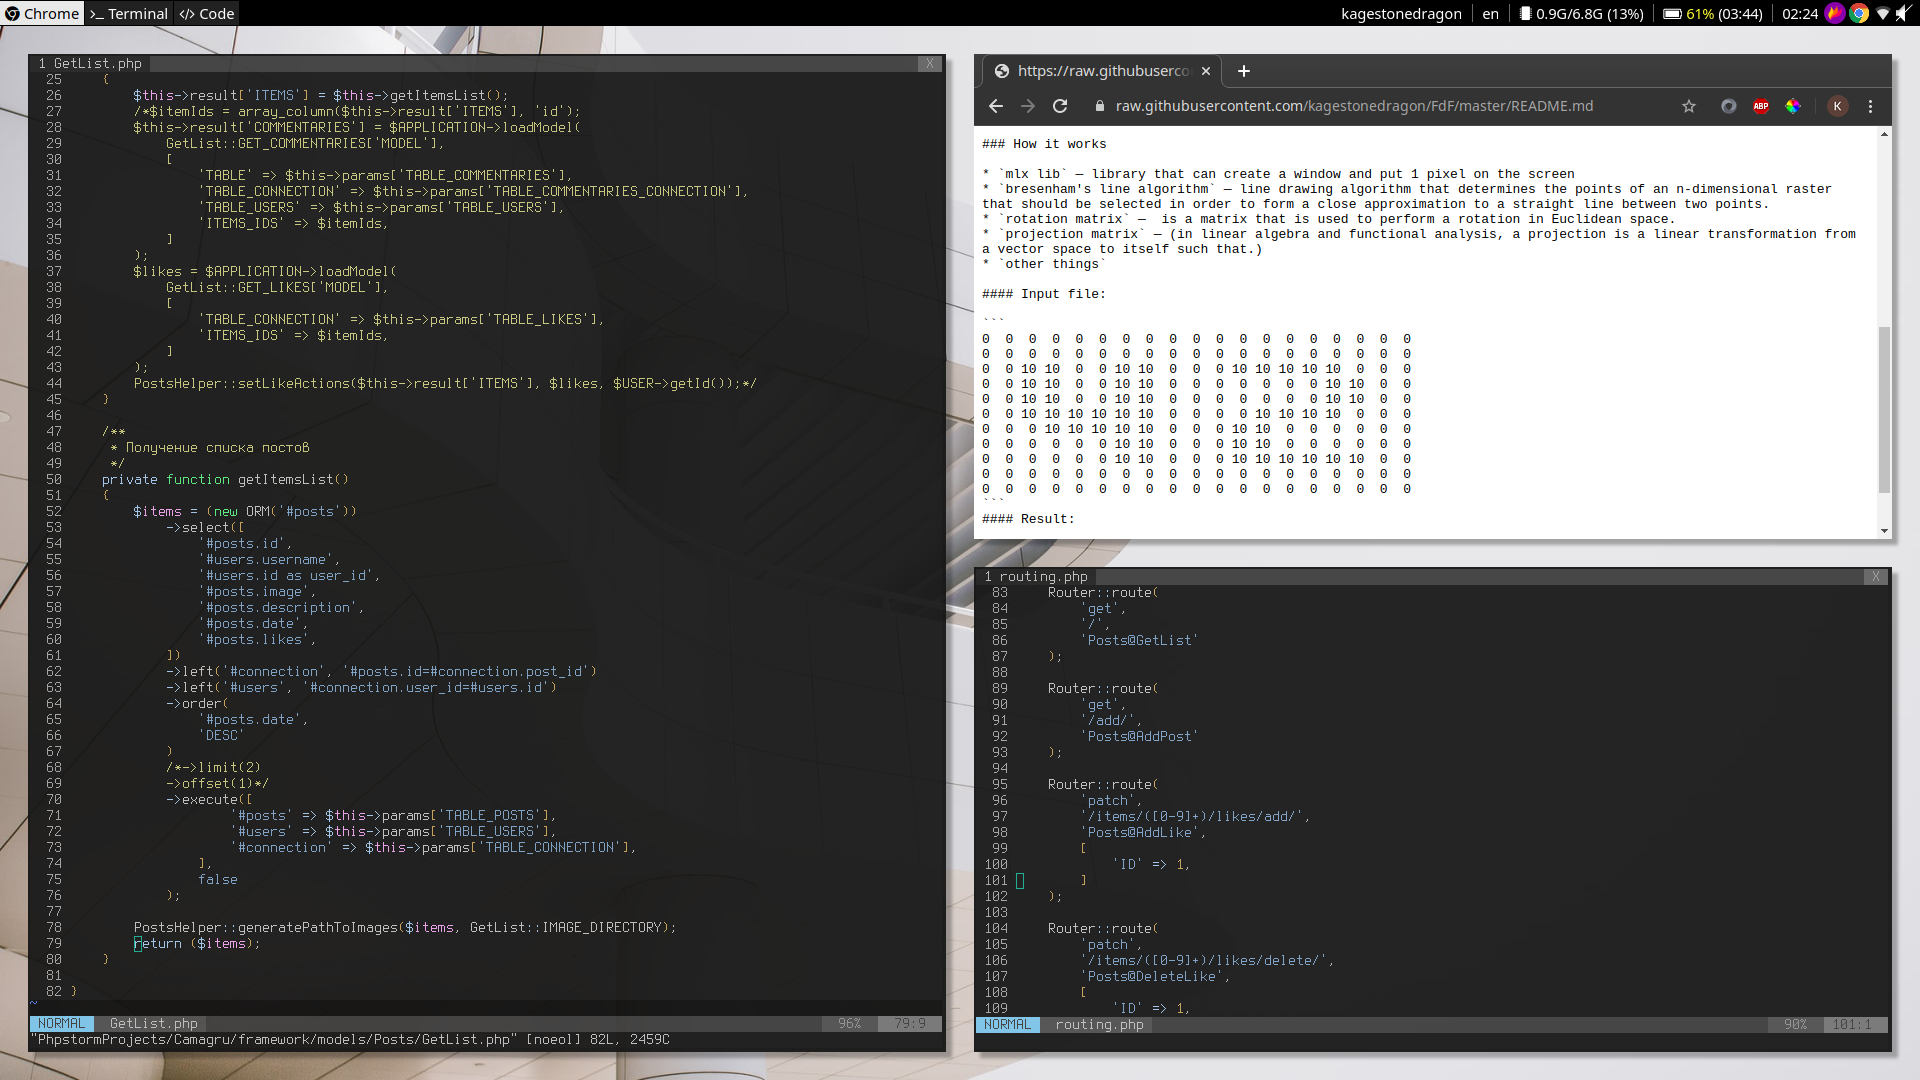 Chrome >_ Terminal </> Code
kagestonedragon en 0.9G/6.8G (13%) 61% (03:44) 02:24
1 GetList.php X
25 {
26 $this->result['ITEMS'] = $this->getItemsList();
27 /*$itemIds = array_column($this->result['ITEMS'], 'id');
28 $this->result['COMMENTARIES'] = $APPLICATION->loadModel(
29 GetList::GET_COMMENTARIES['MODEL'],
30 [
31 'TABLE' => $this->params['TABLE_COMMENTARIES'],
32 'TABLE_CONNECTION' => $this->params['TABLE_COMMENTARIES_CONNECTION'],
33 'TABLE_USERS' => $this->params['TABLE_USERS'],
34 'ITEMS_IDS' => $itemIds,
35 ]
36 );
37 $likes = $APPLICATION->loadModel(
38 GetList::GET_LIKES['MODEL'],
39 [
40 'TABLE_CONNECTION' => $this->params['TABLE_LIKES'],
41 'ITEMS_IDS' => $itemIds,
42 ]
43 );
44 PostsHelper::setLikeActions($this->result['ITEMS'], $likes, $USER->getId());*/
45 }
46
47 /**
48 * Получение списка постов
49 */
50 private function getItemsList()
51 {
52 $items = (new ORM('#posts'))
53 ->select([
54 '#posts.id',
55 '#users.username',
56 '#users.id as user_id',
57 '#posts.image',
58 '#posts.description',
59 '#posts.date',
60 '#posts.likes',
61 ])
62 ->left('#connection', '#posts.id=#connection.post_id')
63 ->left('#users', '#connection.user_id=#users.id')
64 ->order(
65 '#posts.date',
66 'DESC'
67 )
68 /*->limit(2)
69 ->offset(1)*/
70 ->execute([
71 '#posts' => $this->params['TABLE_POSTS'],
72 '#users' => $this->params['TABLE_USERS'],
73 '#connection' => $this->params['TABLE_CONNECTION'],
74 ],
75 false
76 );
77
78 PostsHelper::generatePathToImages($items, GetList::IMAGE_DIRECTORY);
79 return ($items);
80 }
81
82 }
~
NORMAL GetList.php 96% 79:9
"PhpstormProjects/Camagru/framework/models/Posts/GetList.php" [noeol] 82L, 2459C
https://raw.githubuserco
raw.githubusercontent.com/kagestonedragon/FdF/master/README.md ABP K
### How it works
* `mlx lib` — library that can create a window and put 1 pixel on the screen
* `bresenham's line algorithm` — line drawing algorithm that determines the points of an n-dimensional raster
that should be selected in order to form a close approximation to a straight line between two points.
* `rotation matrix` —  is a matrix that is used to perform a rotation in Euclidean space.
* `projection matrix` — (in linear algebra and functional analysis, a projection is a linear transformation from
a vector space to itself such that.)
* `other things`
#### Input file:
```
0 0 0 0 0 0 0 0 0 0 0 0 0 0 0 0 0 0 0
0 0 0 0 0 0 0 0 0 0 0 0 0 0 0 0 0 0 0
0 0 10 10 0 0 10 10 0 0 0 10 10 10 10 10 0 0 0
0 0 10 10 0 0 10 10 0 0 0 0 0 0 0 10 10 0 0
0 0 10 10 0 0 10 10 0 0 0 0 0 0 0 10 10 0 0
0 0 10 10 10 10 10 10 0 0 0 0 10 10 10 10 0 0 0
0 0 0 10 10 10 10 10 0 0 0 10 10 0 0 0 0 0 0
0 0 0 0 0 0 10 10 0 0 0 10 10 0 0 0 0 0 0
0 0 0 0 0 0 10 10 0 0 0 10 10 10 10 10 10 0 0
0 0 0 0 0 0 0 0 0 0 0 0 0 0 0 0 0 0 0
0 0 0 0 0 0 0 0 0 0 0 0 0 0 0 0 0 0 0
```
#### Result:
1 routing.php X
83 Router::route(
84 'get',
85 '/',
86 'Posts@GetList'
87 );
88
89 Router::route(
90 'get',
91 '/add/',
92 'Posts@AddPost'
93 );
94
95 Router::route(
96 'patch',
97 '/items/([0-9]+)/likes/add/',
98 'Posts@AddLike',
99 [
100 'ID' => 1,
101 ]
102 );
103
104 Router::route(
105 'patch',
106 '/items/([0-9]+)/likes/delete/',
107 'Posts@DeleteLike',
108 [
109 'ID' => 1,
NORMAL routing.php 90% 101:1